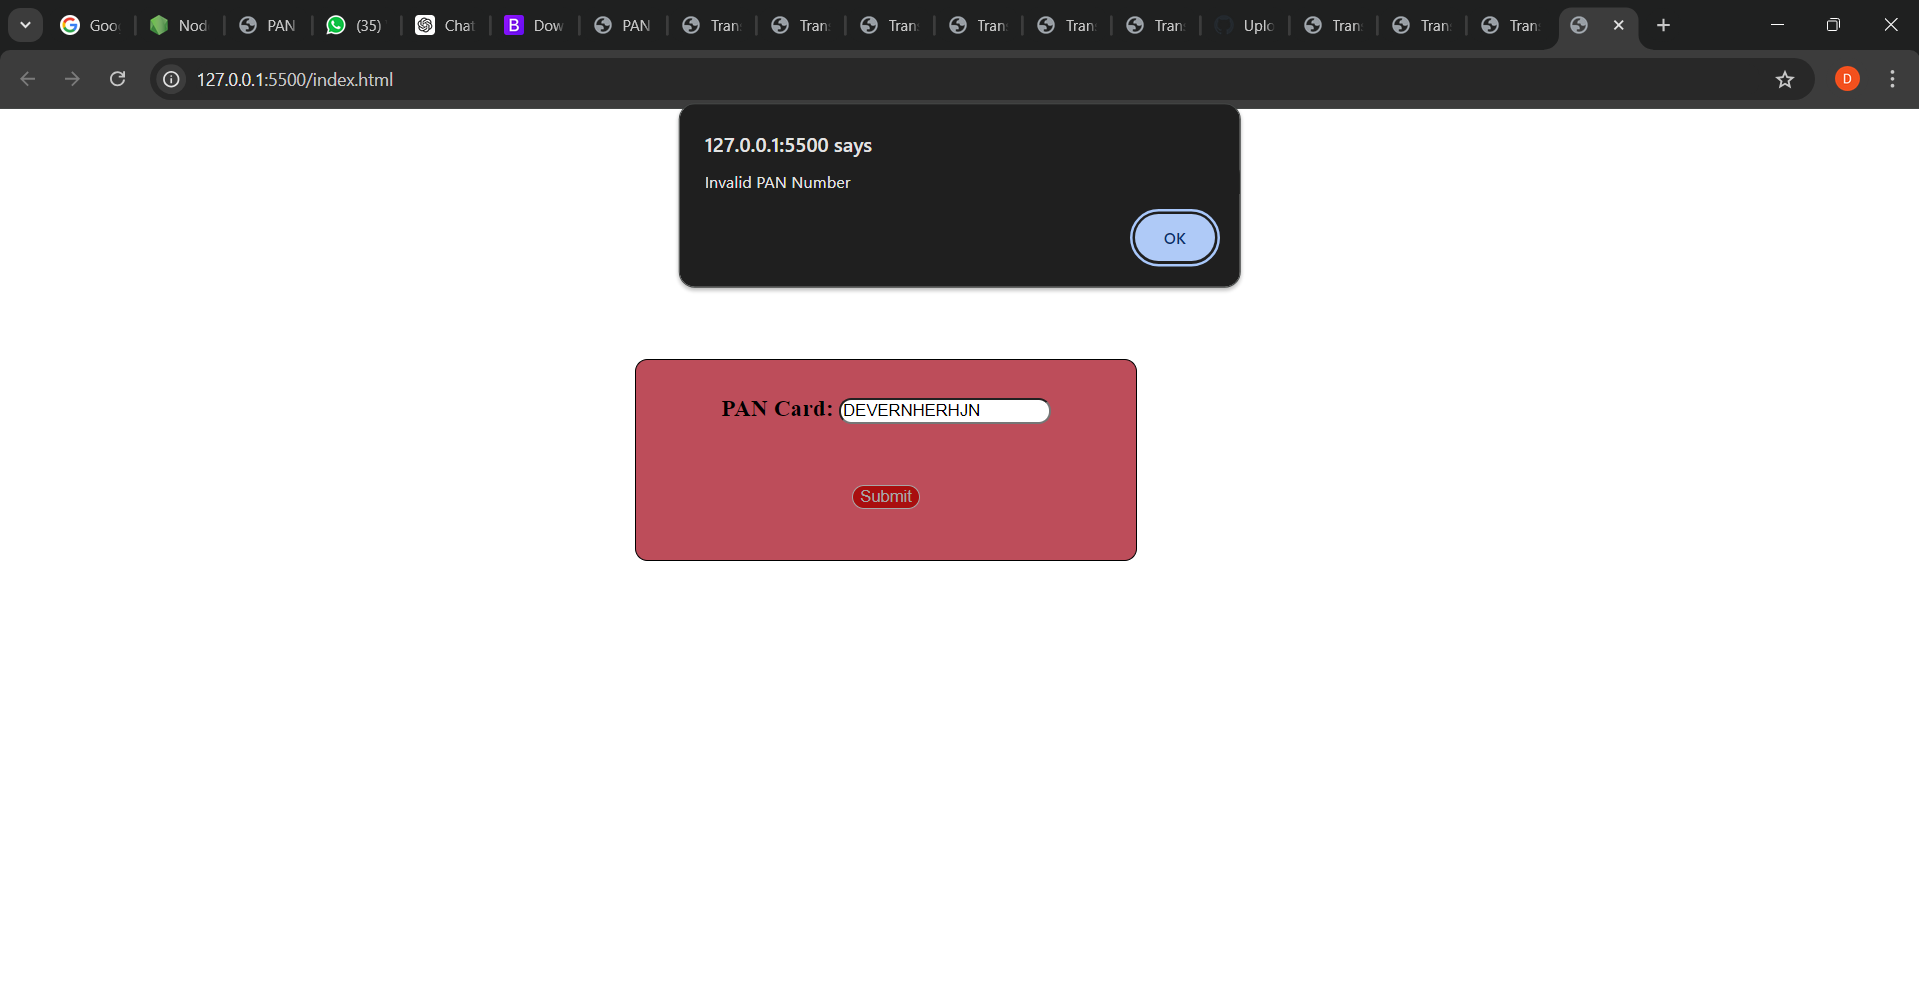 Goo Nod PAN (35) Chat B Dow PAN Tran Tran Tran Tran Tran Tran Uplo Tran Tran Tran
127.0.0.1:5500/index.html D
127.0.0.1:5500 says
Invalid PAN Number
OK
PAN Card: DEVERNHERHJN
Submit